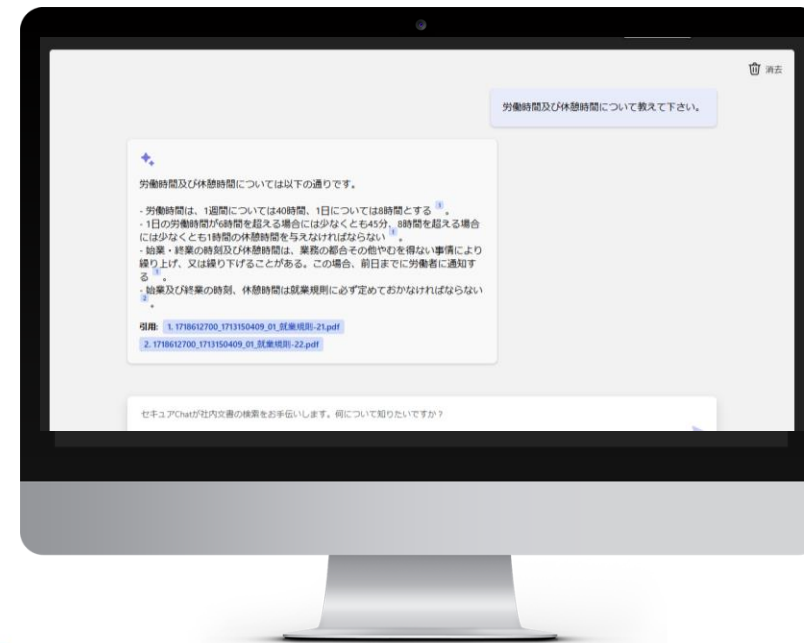 消去
労働時間及び休憩時間について教えて下さい。
労働時間及び休憩時間については以下の通りです。
- 労働時間は、1週間については40時間、1日については8時間とする 1。
- 1日の労働時間が6時間を超える場合には少なくとも45分、8時間を超える場合
には少なくとも1時間の休憩時間を与えなければならない 1。
- 始業・終業の時刻及び休憩時間は、業務の都合その他やむを得ない事情により
繰り上げ、又は繰り下げることがある。この場合、前日までに労働者に通知す
る 1。
- 始業及び終業の時刻、休憩時間は就業規則に必ず定めておかなければならない
2。
引用: 1. 1718612700_1713150409_01_就業規則-21.pdf
2. 1718612700_1713150409_01_就業規則-22.pdf
セキュアChatが社内文書の検索をお手伝いします。何について知りたいですか？